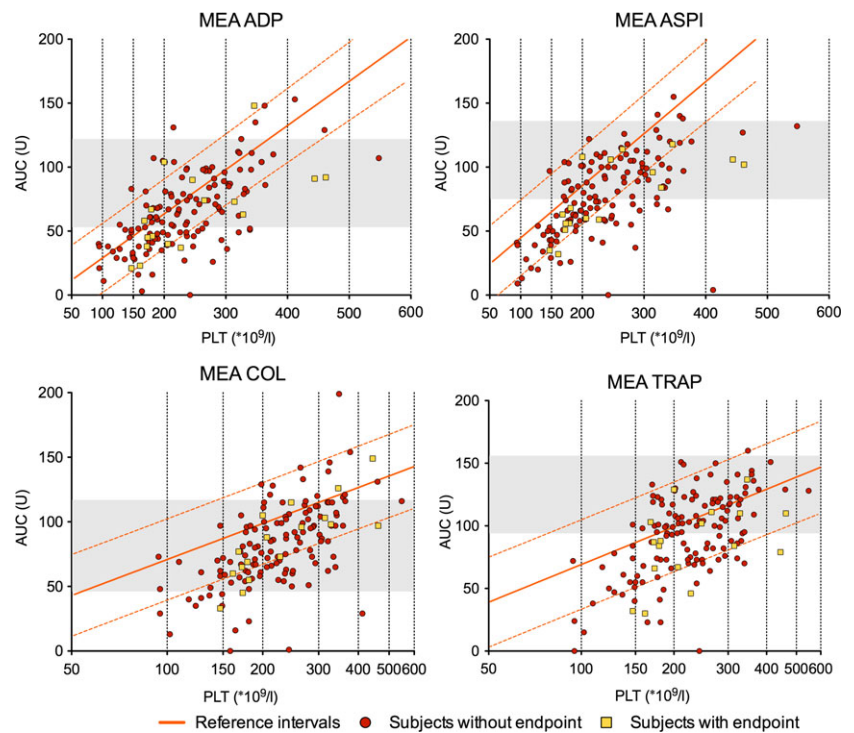 MEA ADP
200
150
100
50
0
AUC (U)
50 100 150 200 300 400 500 600
PLT (*10⁹/l)
MEA ASPI
200
150
100
50
0
AUC (U)
50 100 150 200 300 400 500 600
PLT (*10⁹/l)
MEA COL
200
150
100
50
0
AUC (U)
50 100 150 200 300 400 500 600
PLT (*10⁹/l)
MEA TRAP
200
150
100
50
0
AUC (U)
50 100 150 200 300 400 500 600
PLT (*10⁹/l)
Reference intervals Subjects without endpoint Subjects with endpoint